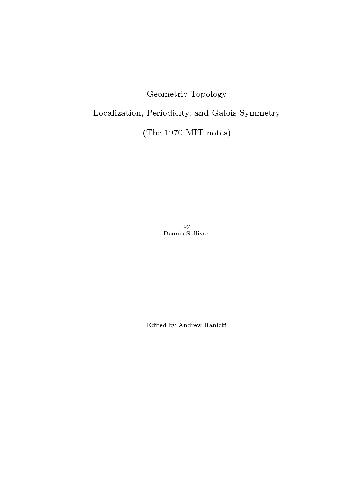 Geometric Topology
Localization, Periodicity, and Galois Symmetry
(The 1970 MIT notes)
by
Dennis Sullivan
Edited by Andrew Ranicki